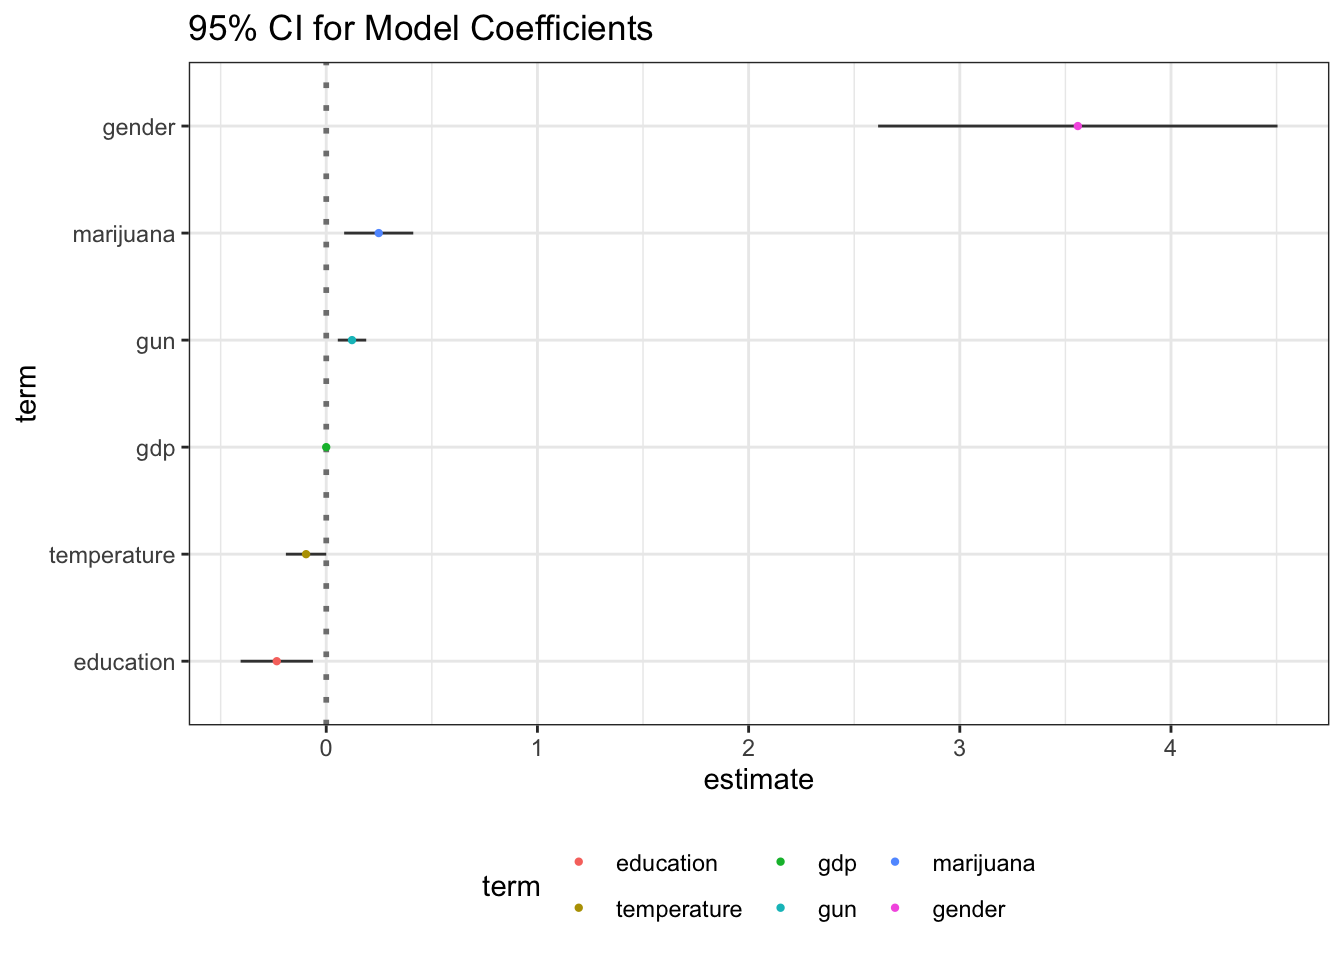 95% CI for Model Coefficients
gender
marijuana
gun
gdp
temperature
education
term
0 1 2 3 4
estimate
term
education gdp marijuana
temperature gun gender